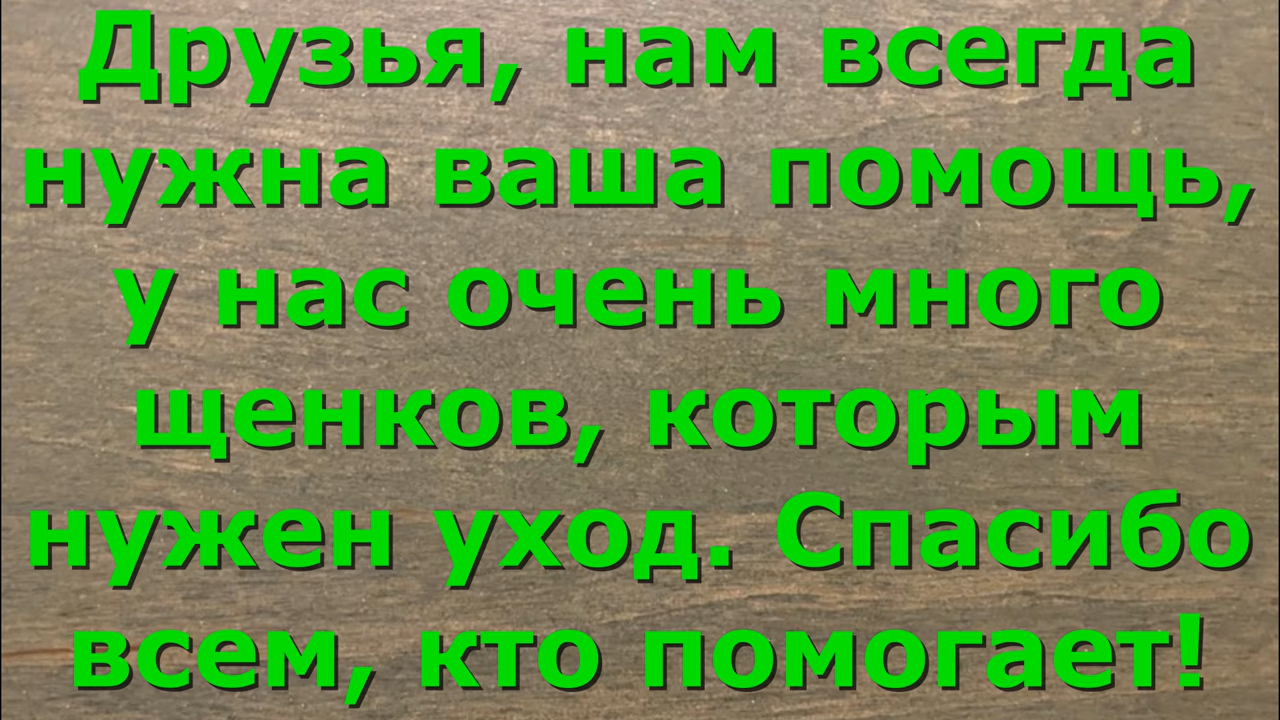 Друзья, нам всегда
нужна ваша помощь,
у нас очень много
щенков, которым
нужен уход. Спасибо
всем, кто помогает!